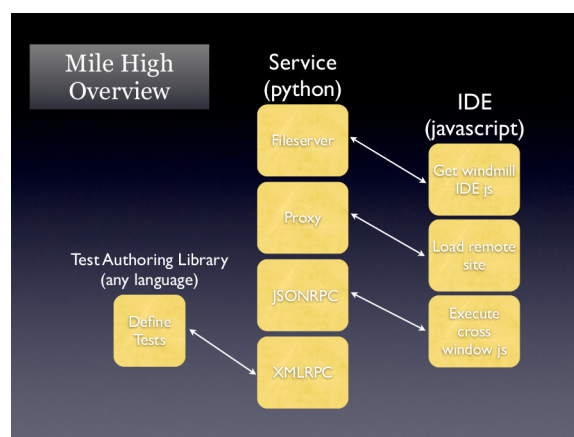 Mile High
Overview
Service
(python)
IDE
(javascript)
Fileserver
Get windmill
IDE js
Proxy
Load remote
site
Test Authoring Library
(any language)
JSONRPC
Define
Tests
Execute
cross
window js
XMLRPC